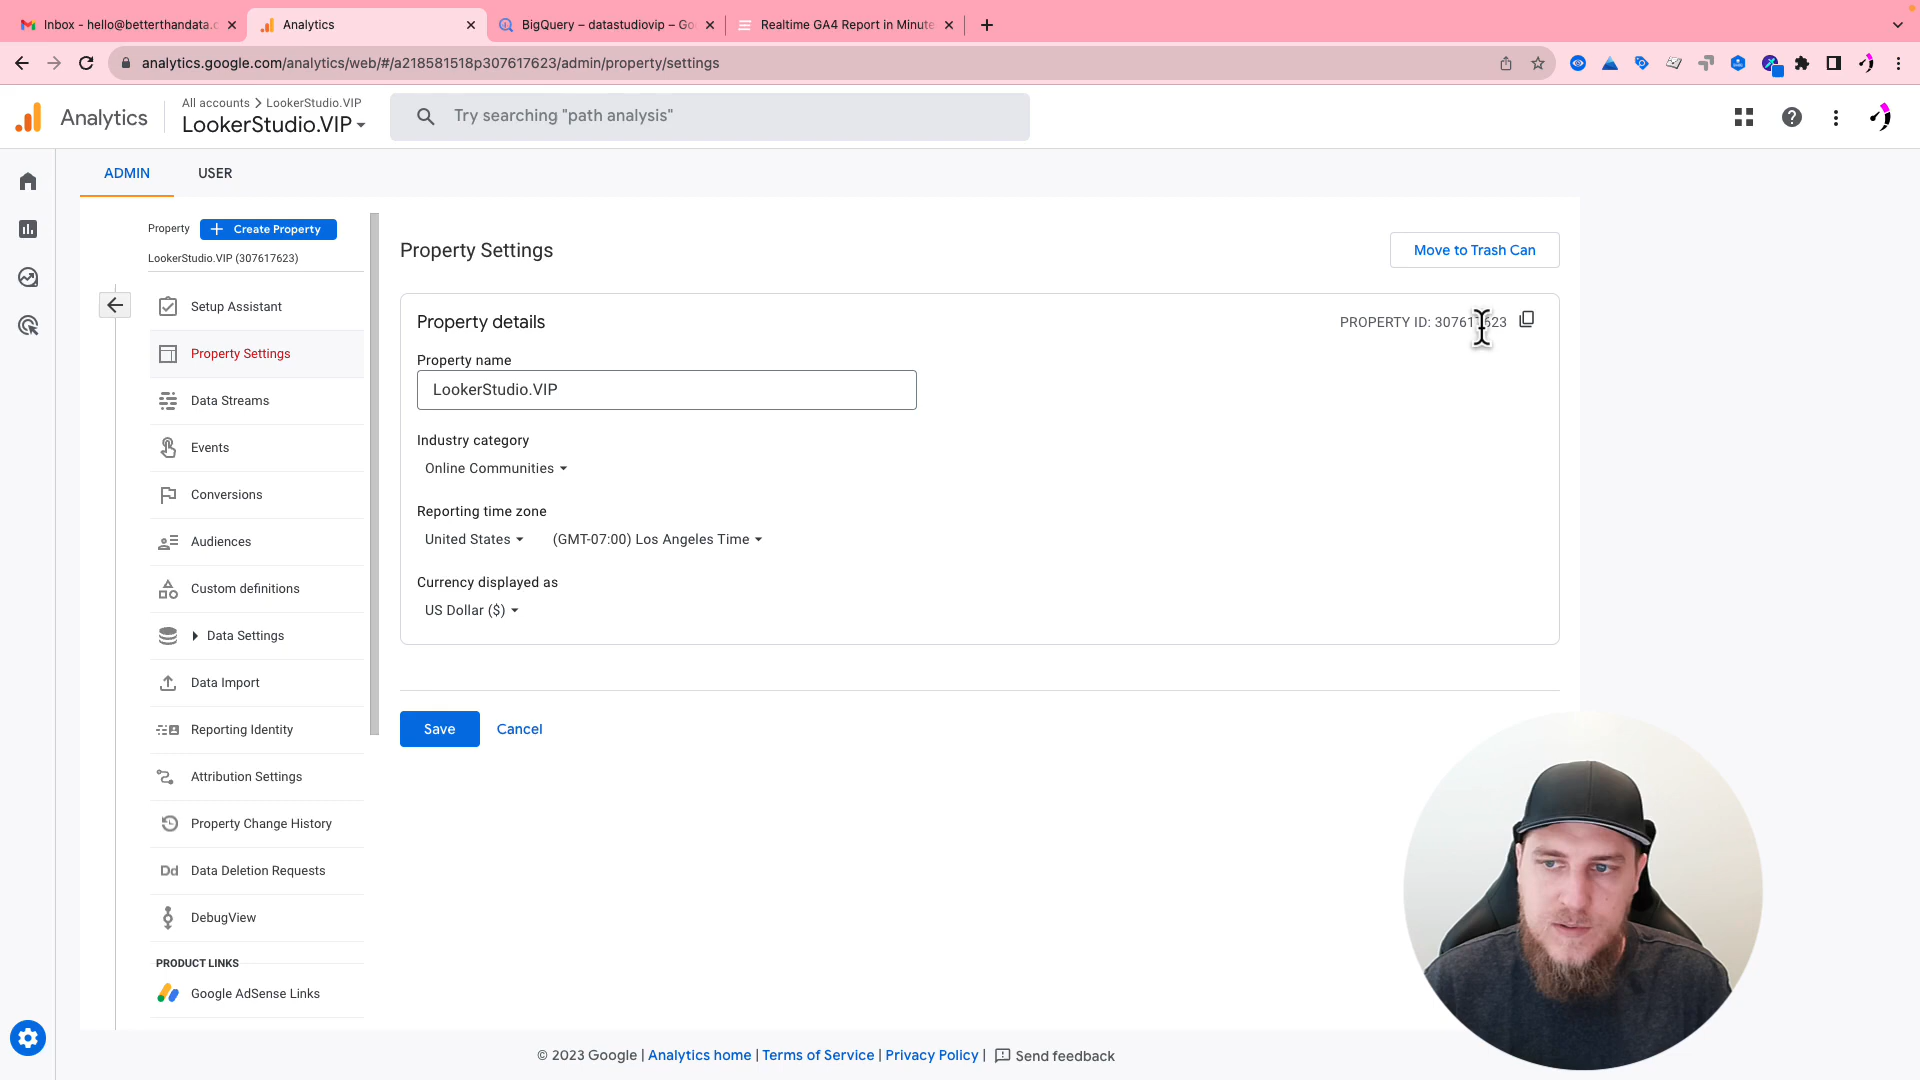 Inbox - hello@betterthandata.c
Analytics
BigQuery – datastudiovip – Go
Realtime GA4 Report in Minute
analytics.google.com/analytics/web/#/a218581518p307617623/admin/property/settings
Analytics
All accounts > LookerStudio.VIP
LookerStudio.VIP
Try searching "path analysis"
ADMIN
USER
Property
Create Property
LookerStudio.VIP (307617623)
Setup Assistant
Property Settings
Data Streams
Events
Conversions
Audiences
Custom definitions
Data Settings
Data Import
Reporting Identity
Attribution Settings
Property Change History
Dd Data Deletion Requests
DebugView
PRODUCT LINKS
Google AdSense Links
Property Settings
Move to Trash Can
Property details
PROPERTY ID: 307617623
Property name
LookerStudio.VIP
Industry category
Online Communities
Reporting time zone
United States
(GMT-07:00) Los Angeles Time
Currency displayed as
US Dollar ($)
Save
Cancel
© 2023 Google | Analytics home | Terms of Service | Privacy Policy | Send feedback